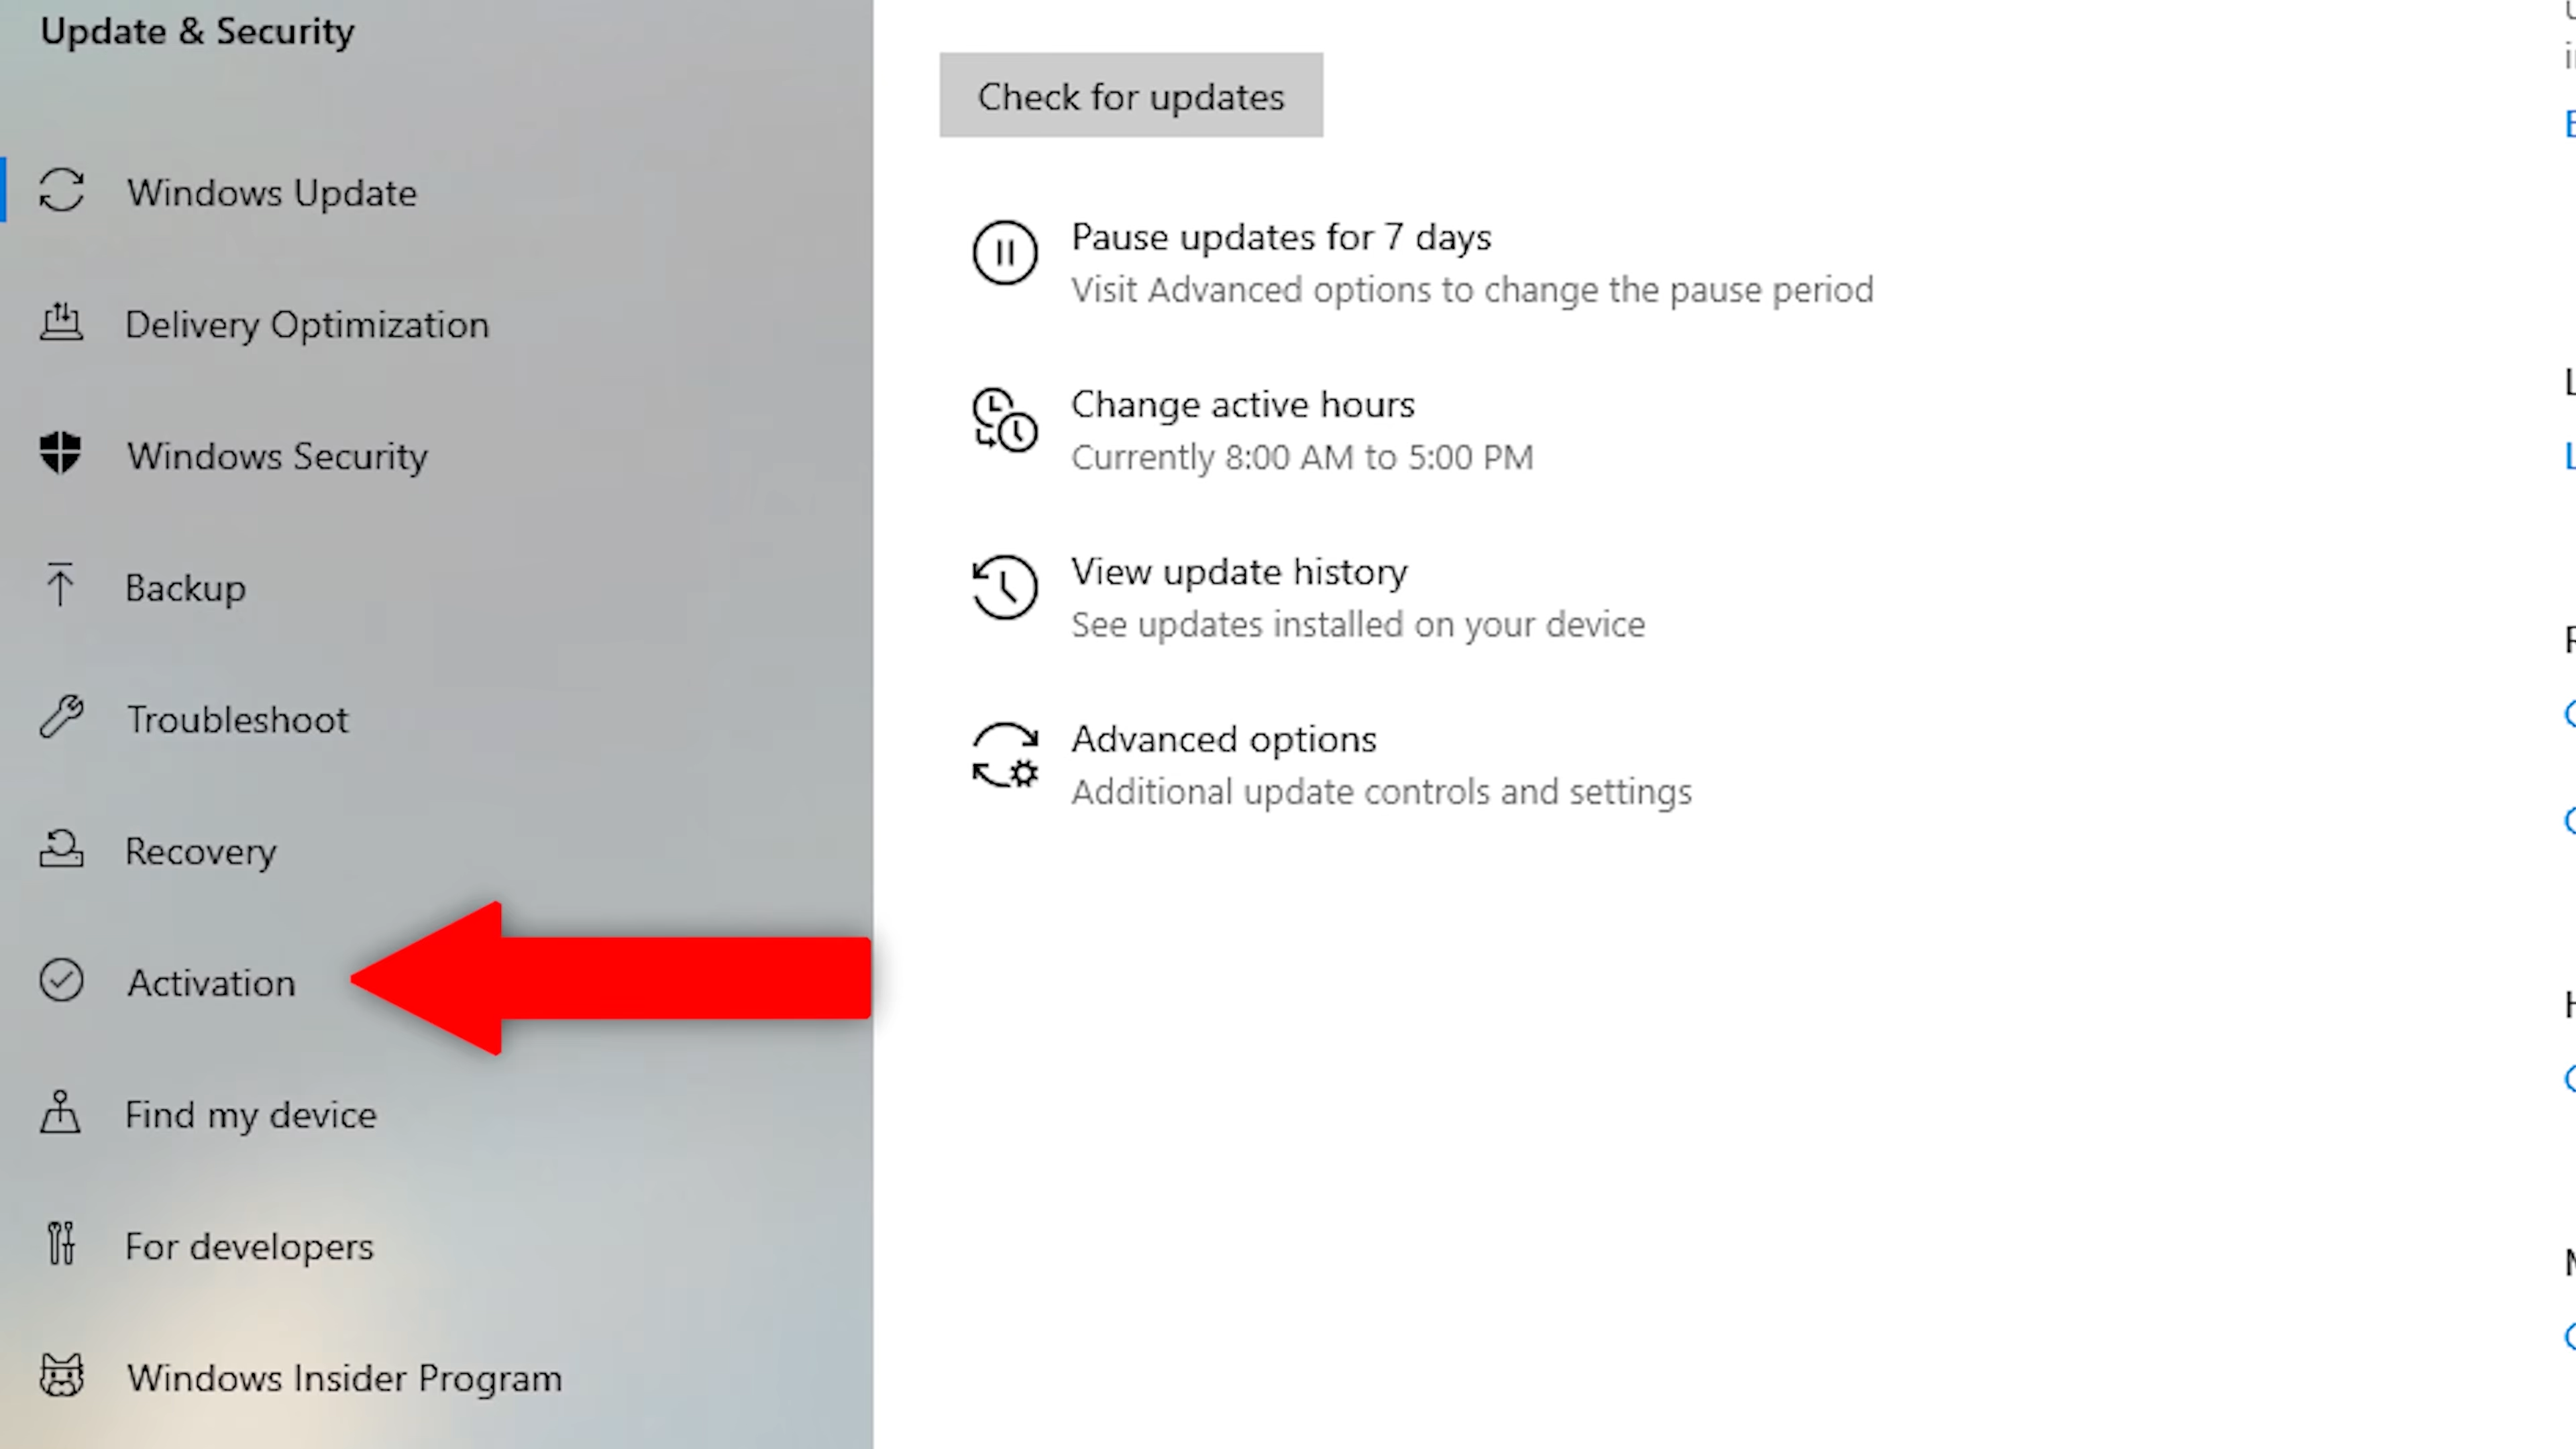 Update & Security
Windows Update
Delivery Optimization
Windows Security
Backup
Troubleshoot
Recovery
Activation
Find my device
For developers
Windows Insider Program
Check for updates
Pause updates for 7 days
Visit Advanced options to change the pause period
Change active hours
Currently 8:00 AM to 5:00 PM
View update history
See updates installed on your device
Advanced options
Additional update controls and settings